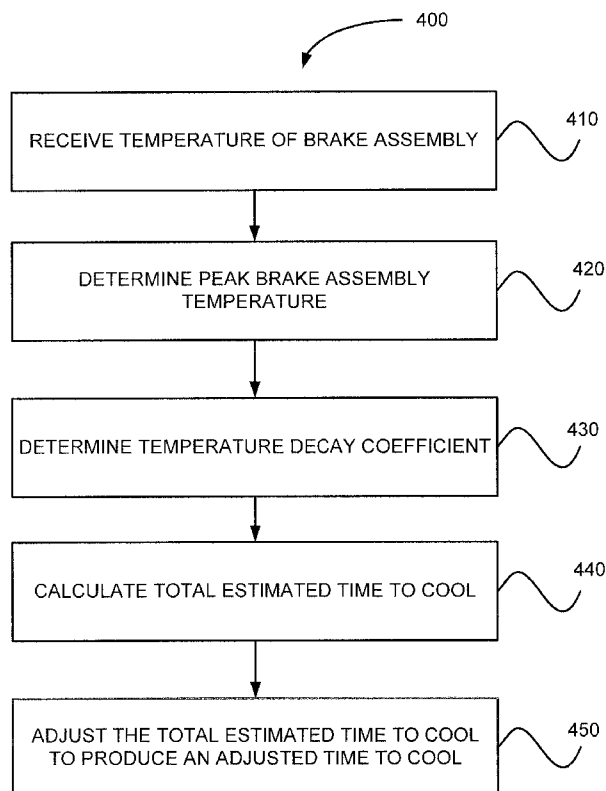 400
RECEIVE TEMPERATURE OF BRAKE ASSEMBLY
410
DETERMINE PEAK BRAKE ASSEMBLY
TEMPERATURE
420
DETERMINE TEMPERATURE DECAY COEFFICIENT
430
CALCULATE TOTAL ESTIMATED TIME TO COOL
440
ADJUST THE TOTAL ESTIMATED TIME TO COOL
TO PRODUCE AN ADJUSTED TIME TO COOL
450